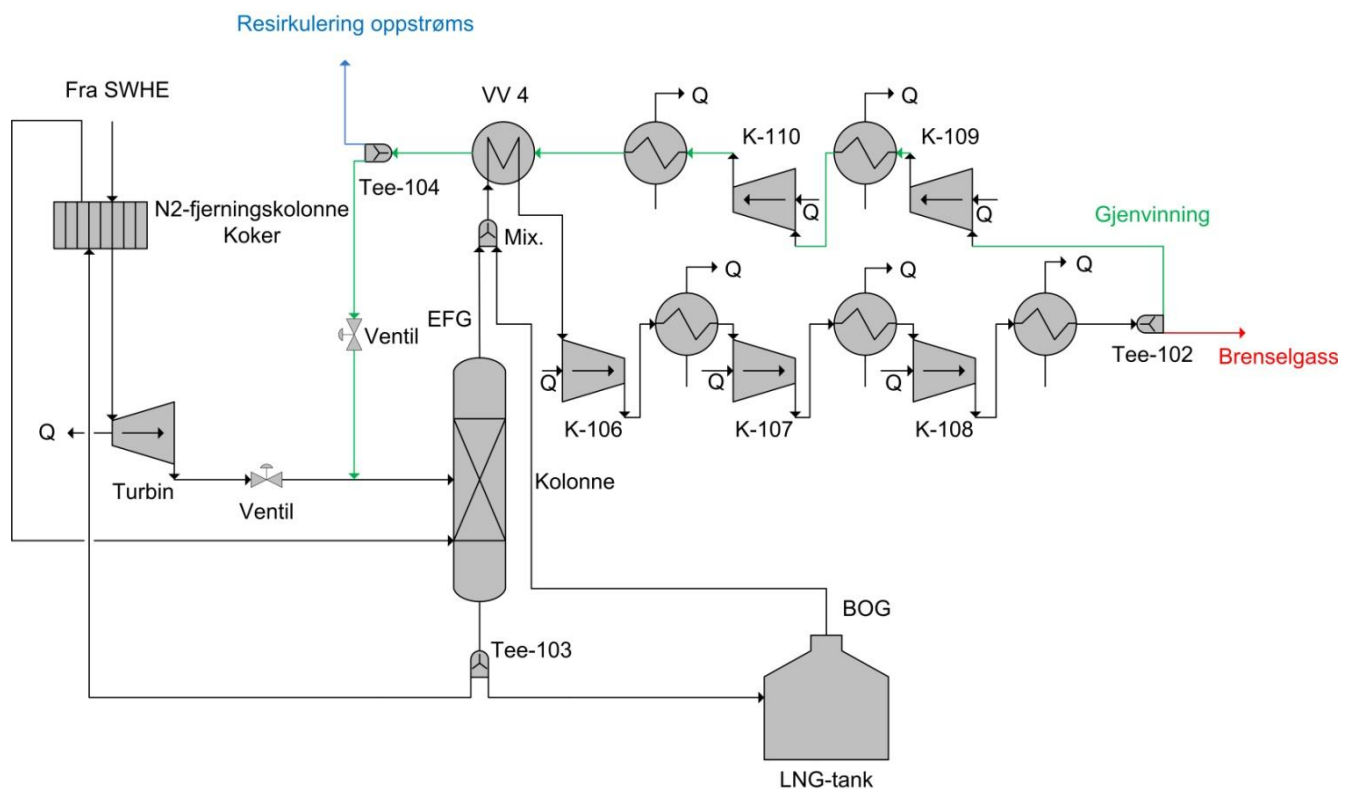 Resirkulering oppstrøms
Fra SWHE
VV 4
Q
Q
K-110
K-109
Tee-104
N2-fjerningskolonne
Koker
Mix.
Q
Q
Gjenvinning
Q
Q
Q
EFG
Ventil
Tee-102
Brenselgass
Q
Q
Q
K-106
K-107
K-108
Q
Turbin
Ventil
Kolonne
BOG
Tee-103
LNG-tank